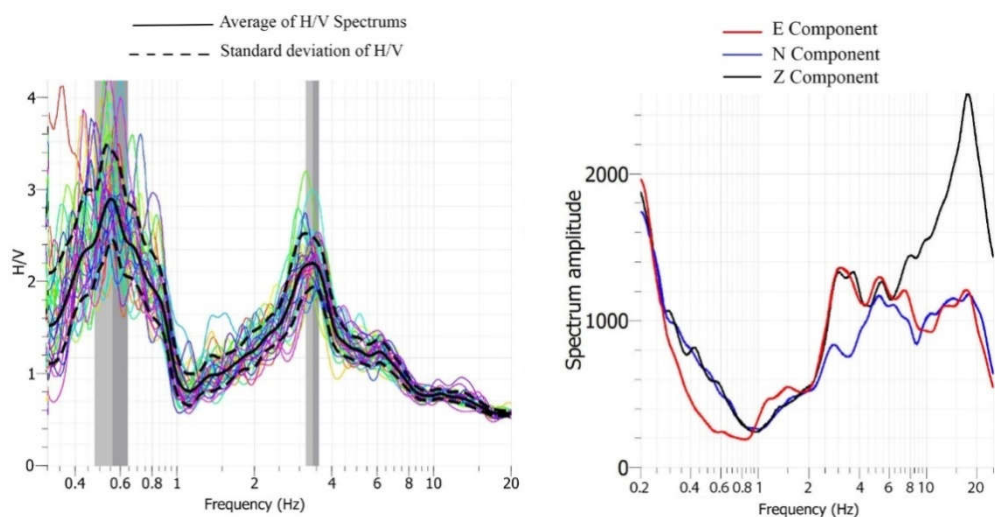 Average of H/V Spectrums
Standard deviation of H/V
4
3
2
1
0
H/V
0.4 0.6 0.8 1 2 4 6 8 10 20
Frequency (Hz)
E Component
N Component
Z Component
2000
1000
0
Spectrum amplitude
0.2 0.4 0.6 0.8 1 2 4 6 8 10 20
Frequency (Hz)